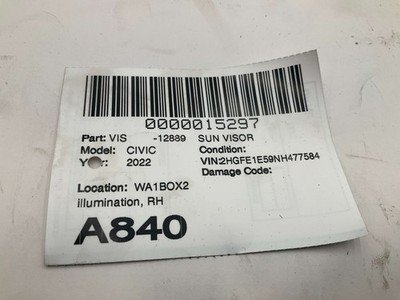 0000015297
Part: VIS -12889 SUN VISOR
Model: CIVIC Condition:
Year: 2022 VIN:2HGFE1E59NH477584
Damage Code:
Location: WA1BOX2
illumination, RH
A840